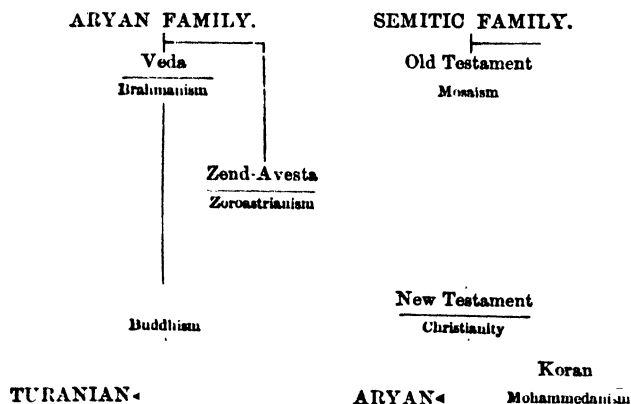 ARYAN FAMILY.
SEMITIC FAMILY.
Veda
Brahmanism
Old Testament
Mosaism
Zend-Avesta
Zoroastrianism
Buddhism
New Testament
Christianity
Koran
Mohammedanism
TURANIAN
ARYAN